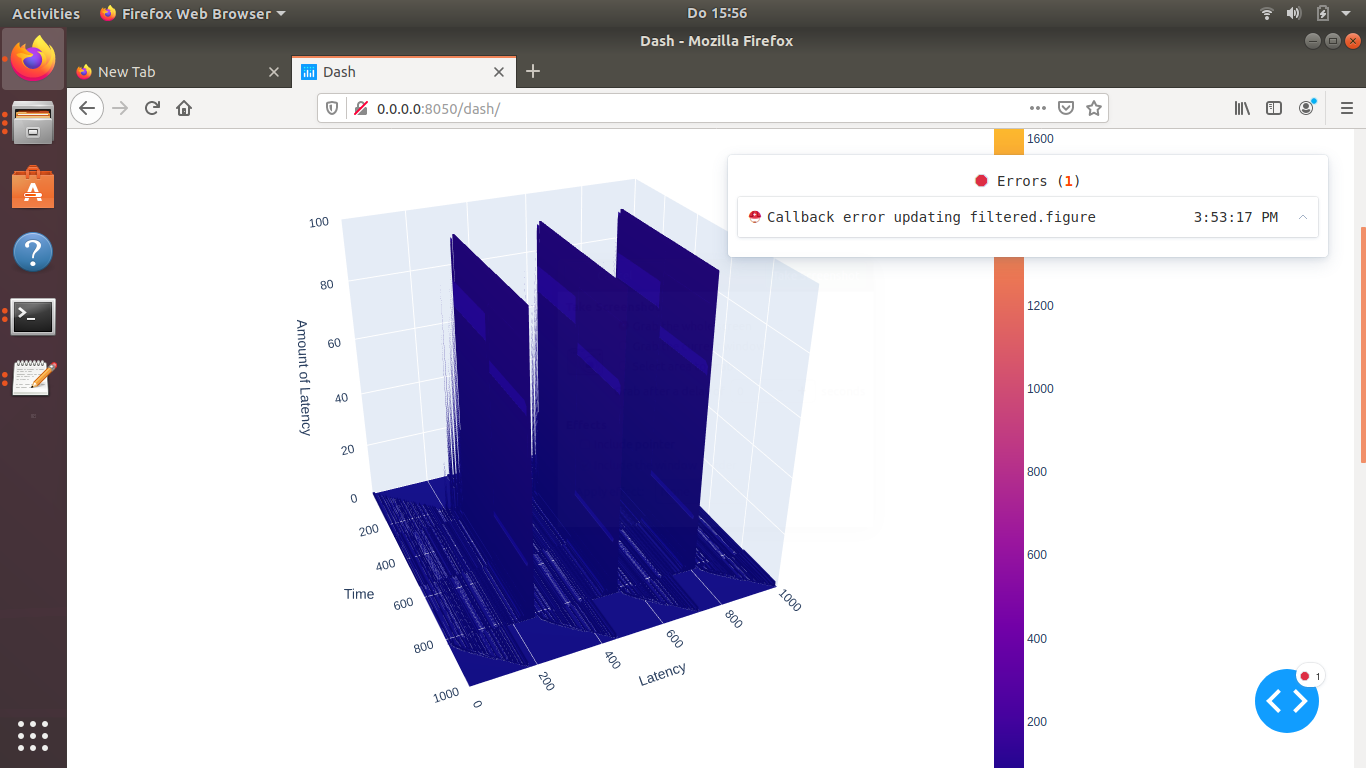 Activities Firefox Web Browser Do 15:56
Dash - Mozilla Firefox
New Tab Dash
0.0.0.0:8050/dash/
Errors (1)
Callback error updating filtered.figure 3:53:17 PM
100
80
60
40
20
0
Amount of Latency
200
400
600
800
1000
Time
0
200
400
600
800
1000
Latency
1600
1200
1000
800
600
400
200
1